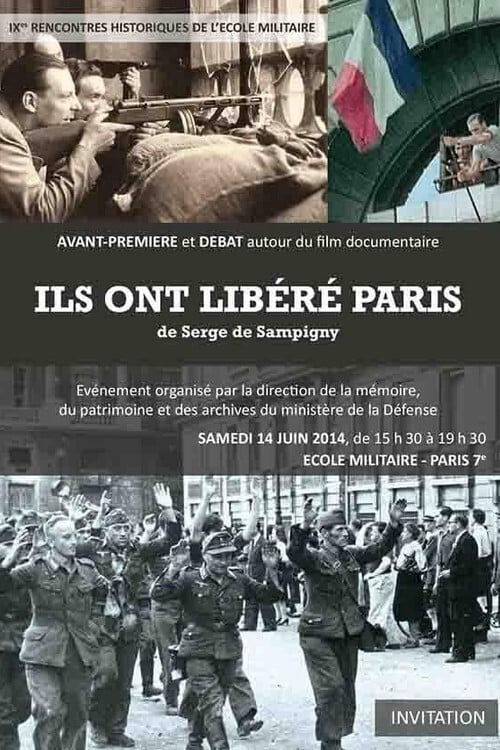 IXes RENCONTRES HISTORIQUES DE L'ECOLE MILITAIRE
AVANT-PREMIERE et DEBAT autour du film documentaire
ILS ONT LIBÉRÉ PARIS
de Serge de Sampigny
Evénement organisé par la direction de la mémoire,
du patrimoine et des archives du ministère de la Défense
SAMEDI 14 JUIN 2014, de 15 h 30 à 19 h 30
ECOLE MILITAIRE - PARIS 7e
INVITATION